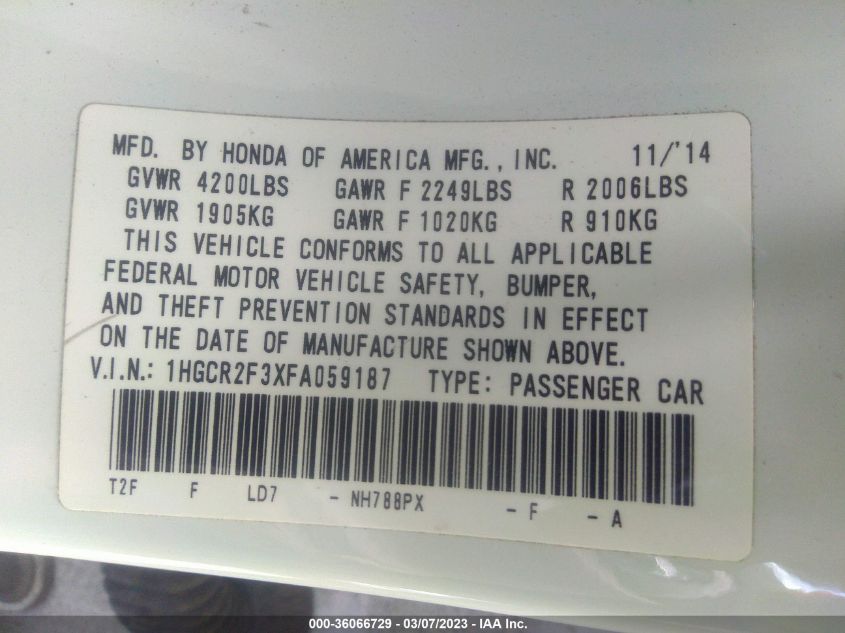 MFD. BY HONDA OF AMERICA MFG., INC. 11/'14
GVWR 4200LBS GAWR F 2249LBS R 2006LBS
GVWR 1905KG GAWR F 1020KG R 910KG
THIS VEHICLE CONFORMS TO ALL APPLICABLE
FEDERAL MOTOR VEHICLE SAFETY, BUMPER,
AND THEFT PREVENTION STANDARDS IN EFFECT
ON THE DATE OF MANUFACTURE SHOWN ABOVE.
V.I.N.: 1HGCR2F3XFA059187 TYPE: PASSENGER CAR
T2F F LD7 - NH788PX - F - A
000-36066729 - 03/07/2023 - IAA Inc.